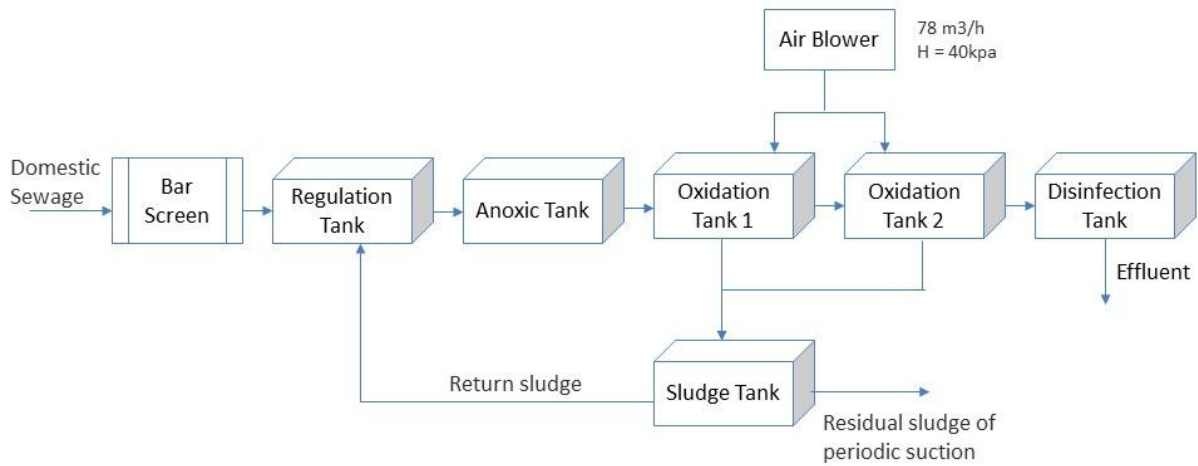 Air Blower
78 m3/h
H = 40kpa
Domestic
Sewage
Bar
Screen
Regulation
Tank
Anoxic Tank
Oxidation
Tank 1
Oxidation
Tank 2
Disinfection
Tank
Effluent
Return sludge
Sludge Tank
Residual sludge of
periodic suction